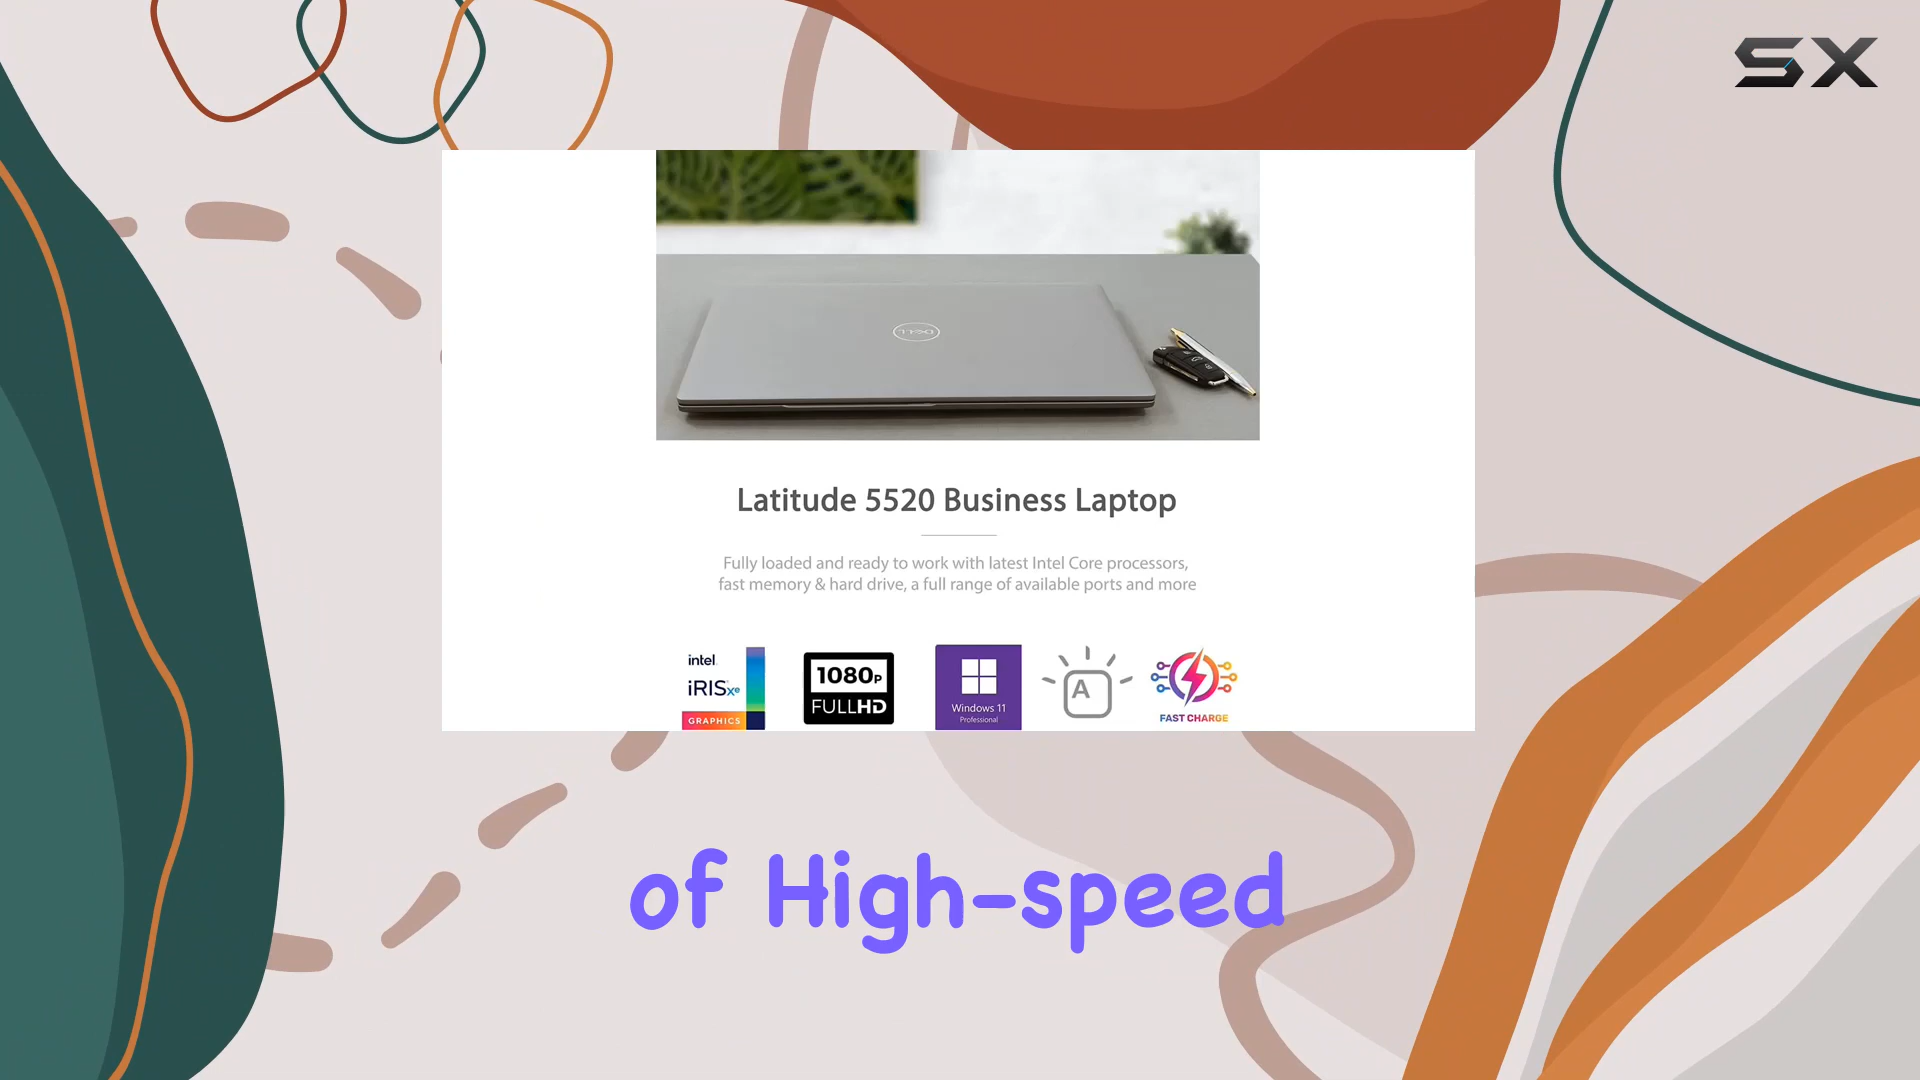 SX
DELL
Latitude 5520 Business Laptop
Fully loaded and ready to work with latest Intel Core processors,
fast memory & hard drive, a full range of available ports and more
intel
iRISxe
GRAPHICS
1080P
FULLHD
Windows 11
Professional
A
FAST CHARGE
of High-speed